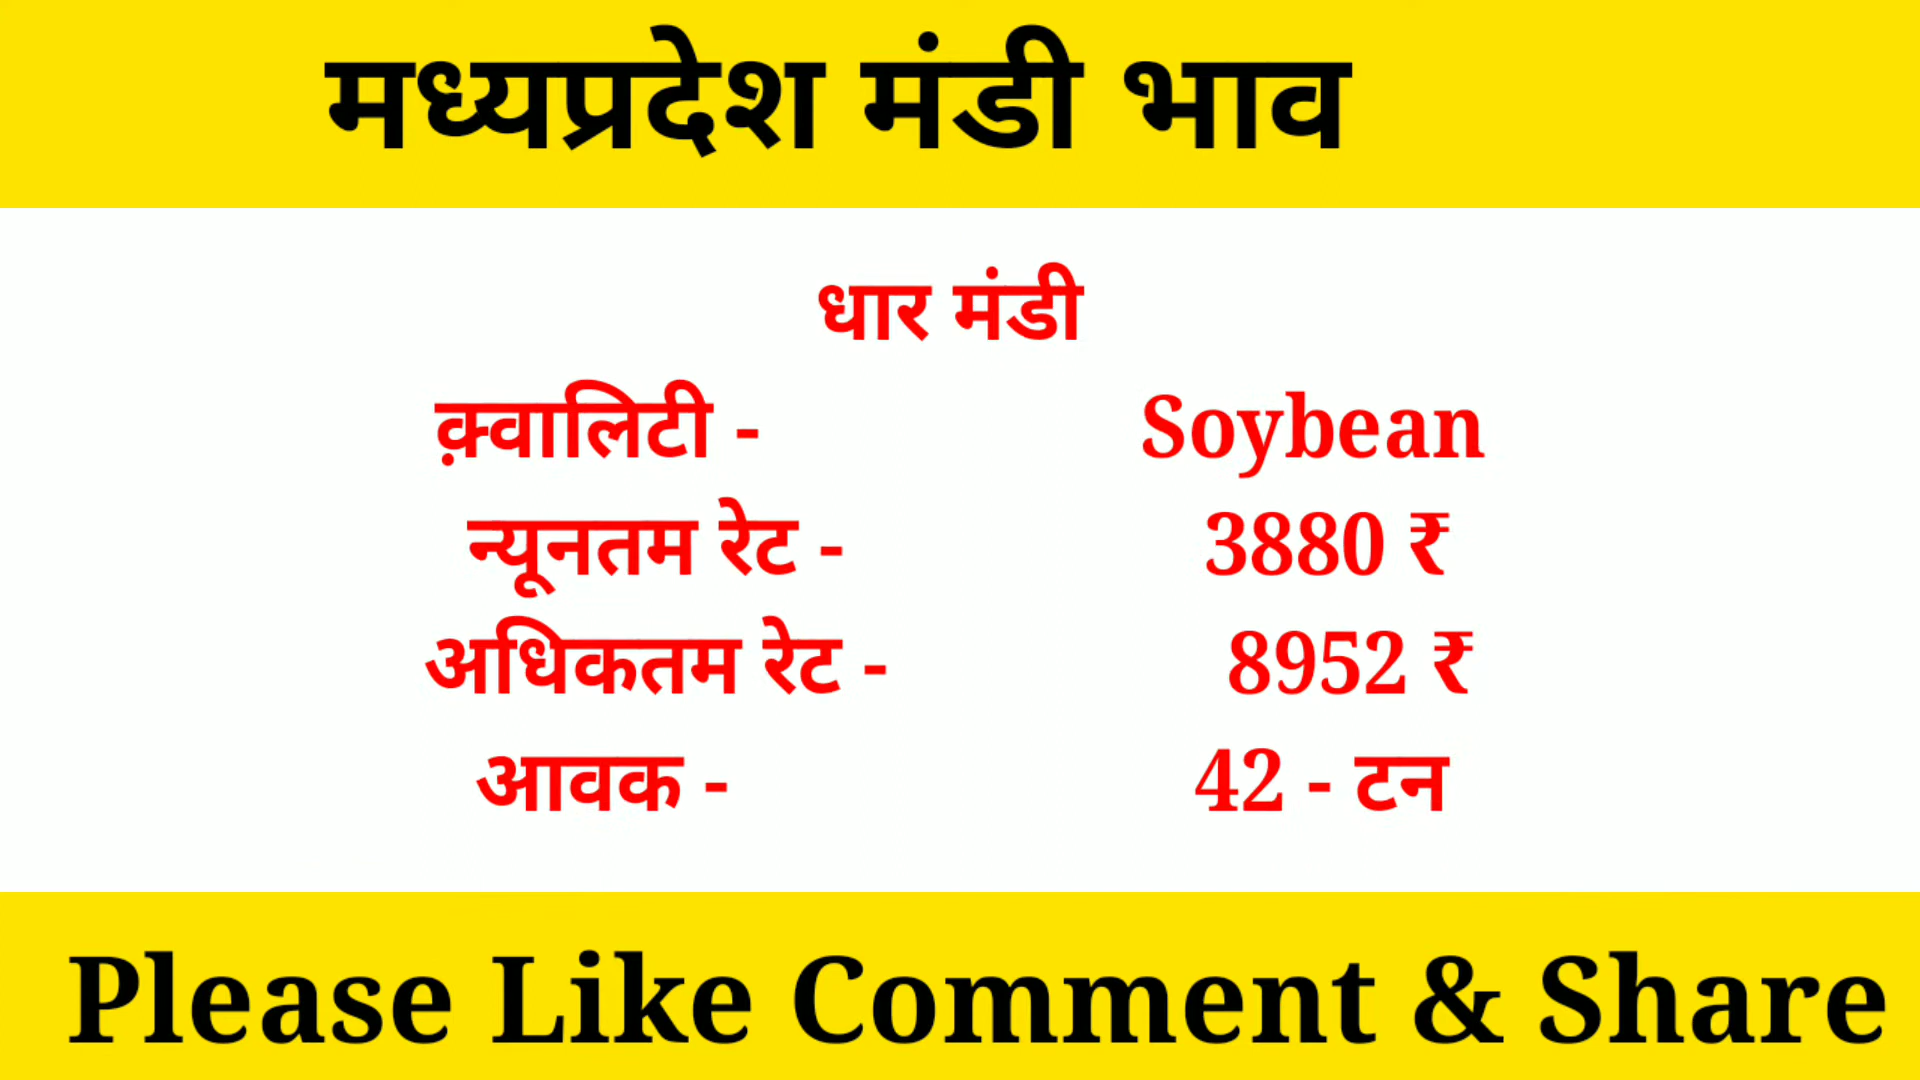 मध्यप्रदेश मंडी भाव
धार मंडी
क़्वालिटी - Soybean
न्यूनतम रेट - 3880 ₹
अधिकतम रेट - 8952 ₹
आवक - 42 - टन
Please Like Comment & Share